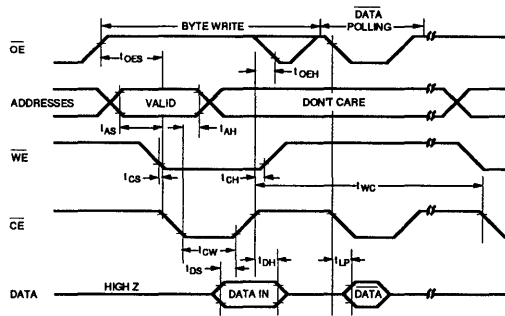 BYTE WRITE
DATA
POLLING
OE
tOES
tOEH
ADDRESSES
VALID
DON'T CARE
tAS
tAH
WE
tCS
tCH
tWC
CE
tCW
tDS
tDH
tLP
DATA
HIGH Z
DATA IN
DATA